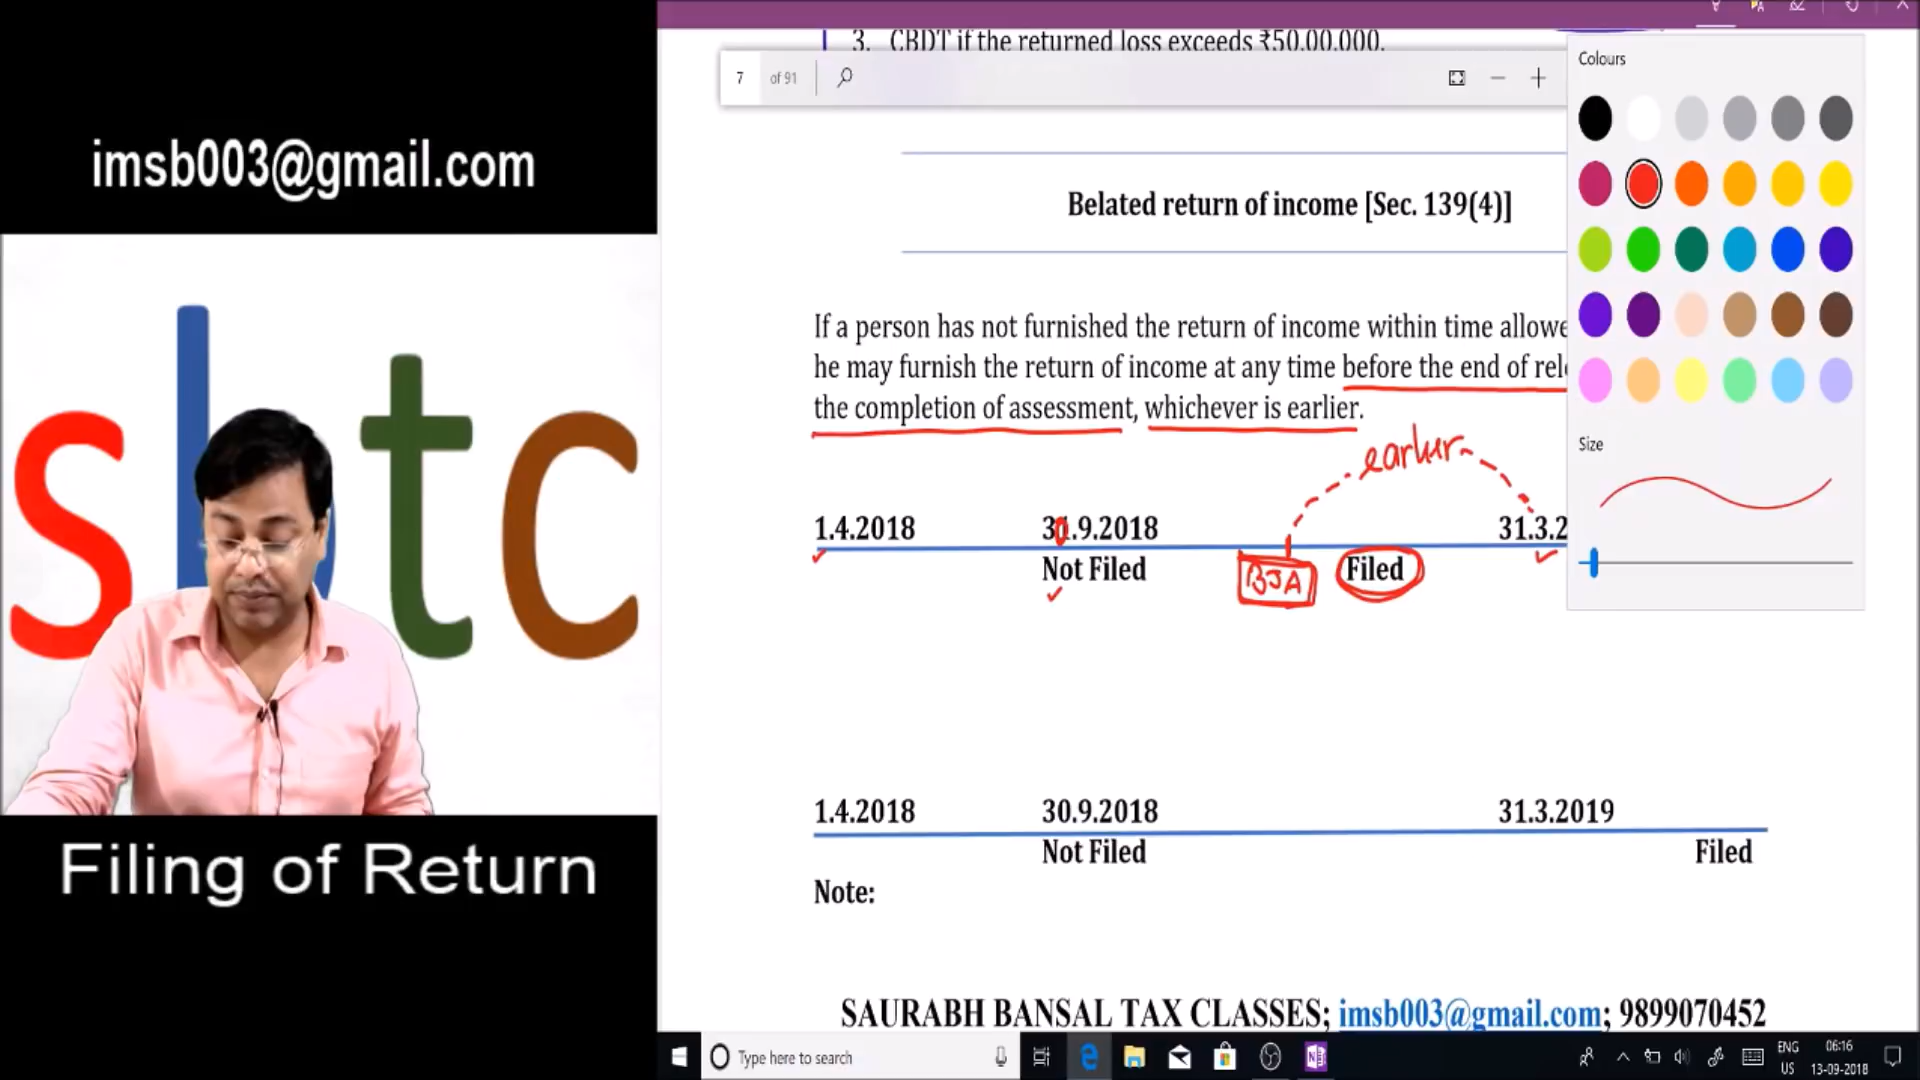 imsb003@gmail.com
sbtc
Filing of Return
3. CBDT if the returned loss exceeds ₹50,00,000.
7 of 91
Belated return of income [Sec. 139(4)]
If a person has not furnished the return of income within time allowe
he may furnish the return of income at any time before the end of rel
the completion of assessment, whichever is earlier.
earlier
1.4.2018 30.9.2018 31.3.2
Not Filed BJA Filed
1.4.2018 30.9.2018 31.3.2019
Not Filed Filed
Note:
SAURABH BANSAL TAX CLASSES; imsb003@gmail.com; 9899070452
Colours
Size
Type here to search
ENG
US
06:16
13-09-2018